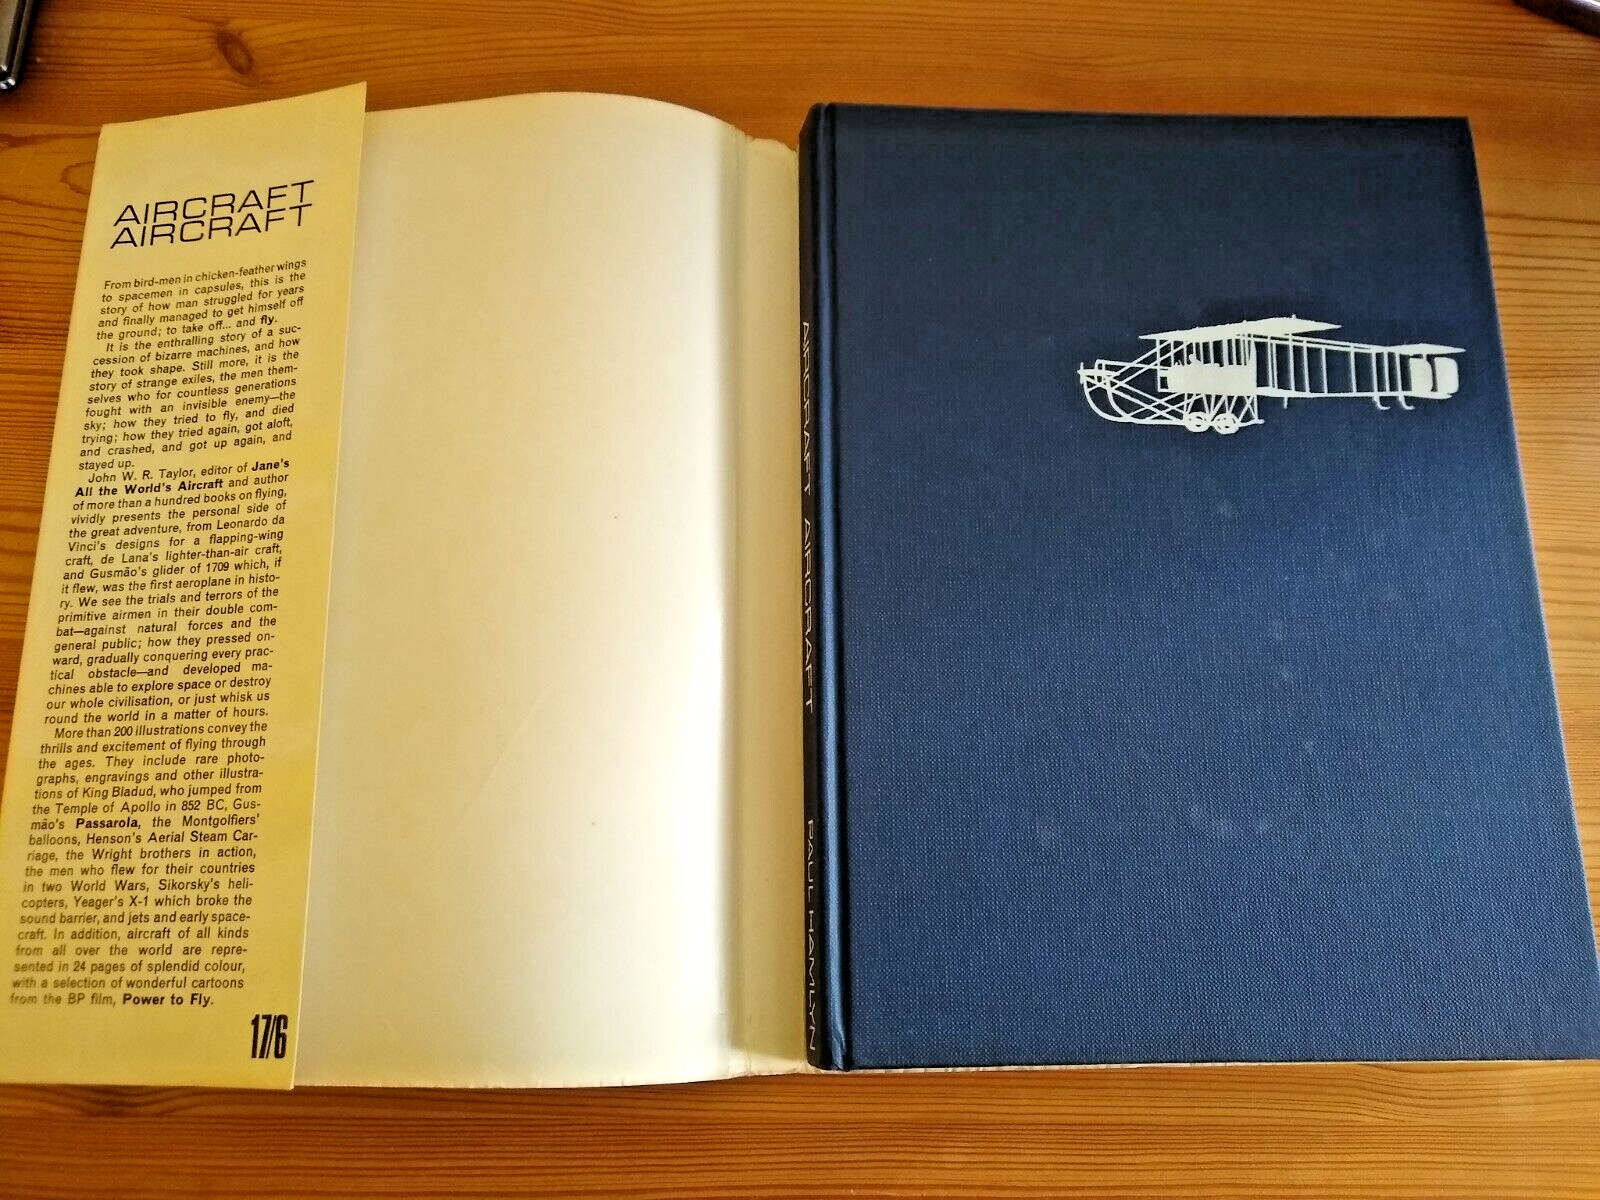 AIRCRAFT
AIRCRAFT
From bird-men in chicken-feather wings
to spacemen in capsules, this is the
story of how man struggled for years
and finally managed to get himself off
the ground; to take off... and fly.
It is the enthralling story of a suc-
cession of bizarre machines, and how
they took shape. Still more, it is the
story of strange exiles, the men them-
selves who for countless generations
fought with an invisible enemy—the
sky; how they tried to fly, and died
trying; how they tried again, got aloft,
and crashed, and got up again, and
stayed up.
John W. R. Taylor, editor of Jane's
All the World's Aircraft and author
of more than a hundred books on flying,
vividly presents the personal side of
the great adventure, from Leonardo da
Vinci's designs for a flapping-wing
craft, de Lana's lighter-than-air craft,
and Gusmão's glider of 1709 which, if
it flew, was the first aeroplane in histo-
ry. We see the trials and terrors of the
primitive airmen in their double com-
bat—against natural forces and the
general public; how they pressed on-
ward, gradually conquering every prac-
tical obstacle—and developed ma-
chines able to explore space or destroy
our whole civilisation, or just whisk us
round the world in a matter of hours.
More than 200 illustrations convey the
thrills and excitement of flying through
the ages. They include rare photo-
graphs, engravings and other illustra-
tions of King Bladud, who jumped from
the Temple of Apollo in 852 BC, Gus-
mão's Passarola, the Montgolfiers'
balloons, Henson's Aerial Steam Car-
riage, the Wright brothers in action,
the men who flew for their countries
in two World Wars, Sikorsky's heli-
copters, Yeager's X-1 which broke the
sound barrier, and jets and early space-
craft. In addition, aircraft of all kinds
from all over the world are repre-
sented in 24 pages of splendid colour,
with a selection of wonderful cartoons
from the BP film, Power to Fly.
17/6
AIRCRAFT AIRCRAFT
PAUL HAMLYN